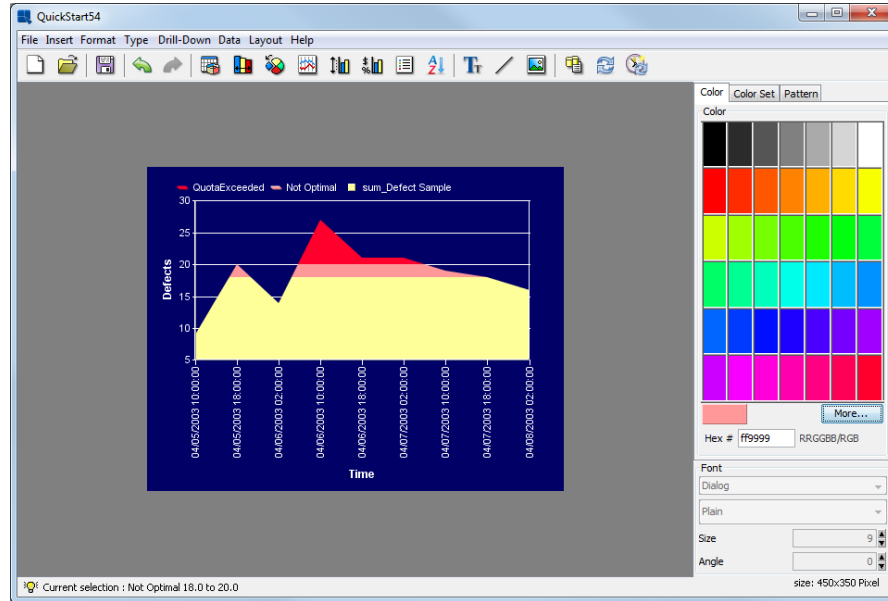 QuickStart54
File Insert Format Type Drill-Down Data Layout Help
Color Color Set Pattern
Color
QuotaExceeded Not Optimal sum_Defect Sample
30
25
20
15
10
5
Defects
04/05/2003 10:00:00
04/05/2003 18:00:00
04/06/2003 02:00:00
04/06/2003 10:00:00
04/06/2003 18:00:00
04/07/2003 02:00:00
04/07/2003 10:00:00
04/07/2003 18:00:00
04/08/2003 02:00:00
Time
More...
Hex # ff9999 RRGGBB/RGB
Font
Dialog
Plain
Size 9
Angle 0
Current selection : Not Optimal 18.0 to 20.0
size: 450x350 Pixel